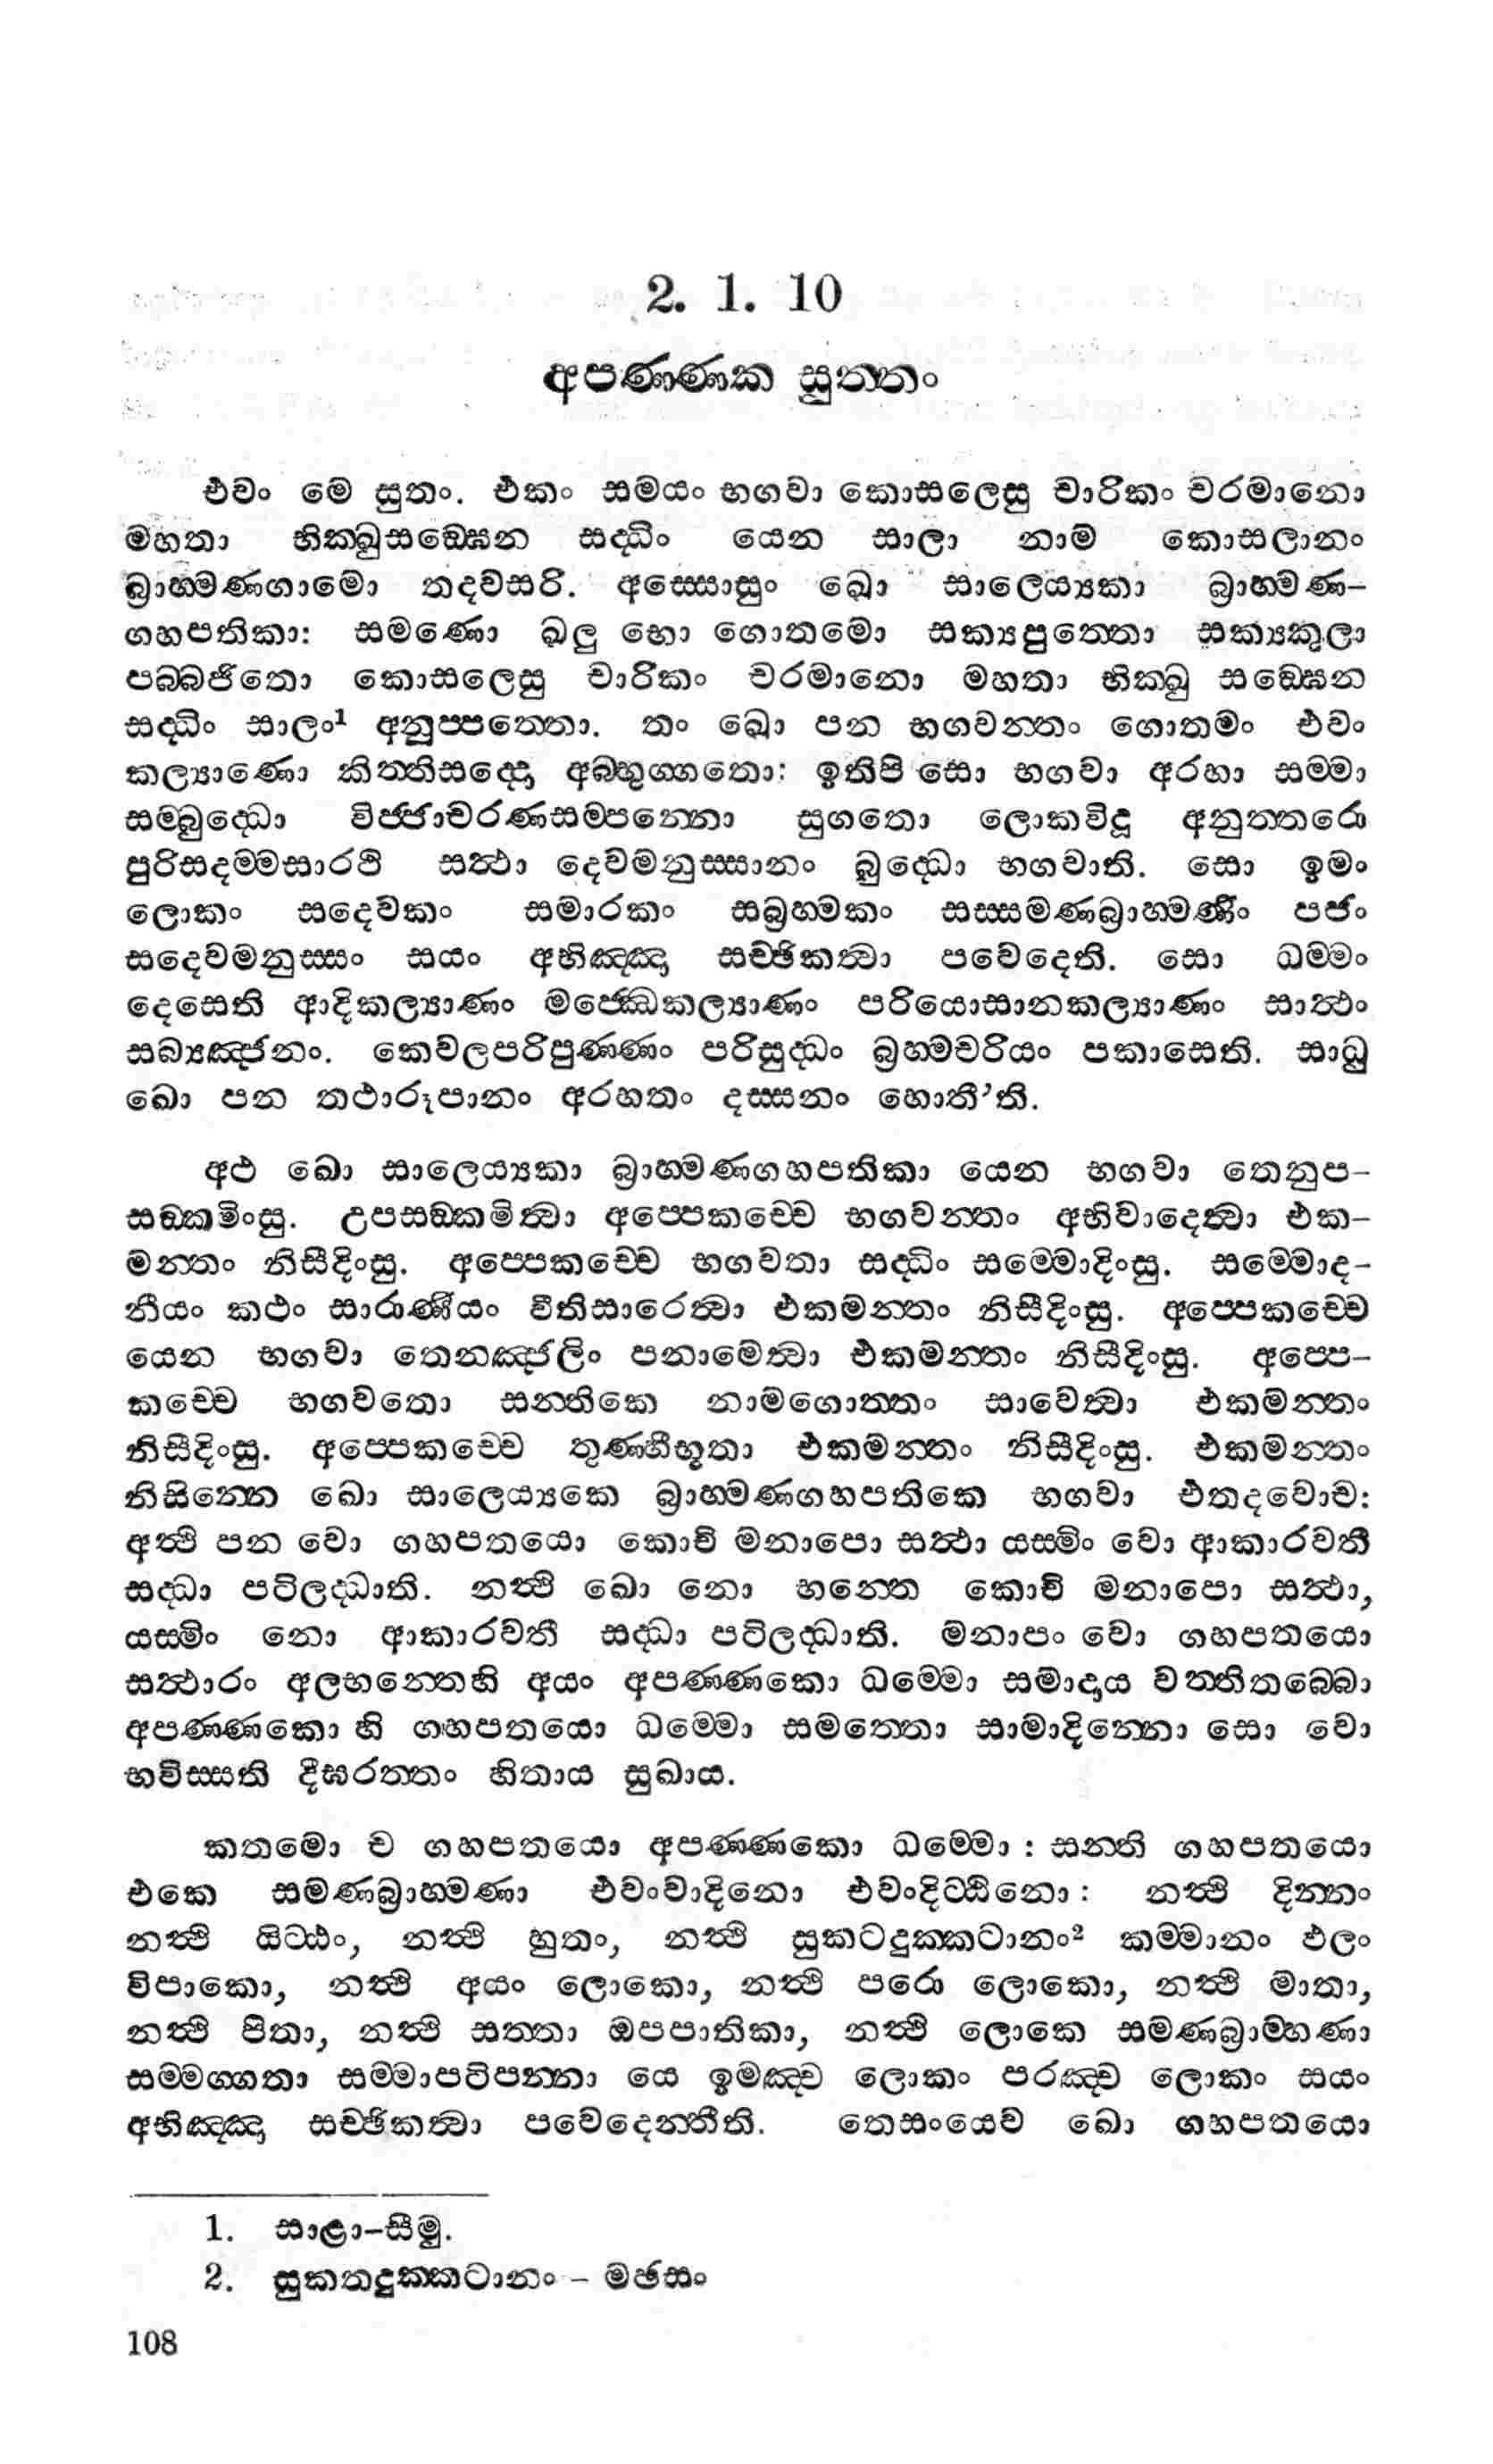 2. 1. 10
අපණ්ණක සුත්තං
එවං මෙ සුතං. එකං සමයං භගවා කොසලෙසු චාරිකං චරමානො
මහතා භික්ඛුසඞ්ඝෙන සද්ධිං යෙන සාලා නාම කොසලානං
බ්‍රාහ්මණගාමො තදවසරි. අස්සොසුං ඛො සාලෙය්‍යකා බ්‍රාහ්මණ-
ගහපතිකා: සමණො ඛලු භො ගොතමො සක්‍යපුත්තො සක්‍යකුලා
පබ්බජිතො කොසලෙසු චාරිකං චරමානො මහතා භික්ඛු සඞ්ඝෙන
සද්ධිං සාලං¹ අනුප්පත්තො. තං ඛො පන භගවන්තං ගොතමං එවං
කල්‍යාණො කිත්තිසද්දො අබ්භුග්ගතො: ඉතිපි සො භගවා අරහා සම්මා
සම්බුද්ධො විජ්ජාචරණසම්පන්නො සුගතො ලොකවිදූ අනුත්තරො
පුරිසදම්මසාරථි සත්‍ථා දෙවමනුස්සානං බුද්ධො භගවාති. සො ඉමං
ලොකං සදෙවකං සමාරකං සබ්‍රහ්මකං සස්සමණබ්‍රාහ්මණිං පජං
සදෙවමනුස්සං සයං අභිඤ්ඤා සච්ඡිකත්‍වා පවෙදෙති. සො ධම්මං
දෙසෙති ආදිකල්‍යාණං මජ්ඣෙකල්‍යාණං පරියොසානකල්‍යාණං සාත්‍ථං
සබ්‍යඤ්ජනං. කෙවලපරිපුණ්ණං පරිසුද්ධං බ්‍රහ්මචරියං පකාසෙති. සාධු
ඛො පන තථාරූපානං අරහතං දස්සනං හොතී’ති.
අථ ඛො සාලෙය්‍යකා බ්‍රාහ්මණගහපතිකා යෙන භගවා තෙනුප-
සඞ්කමිංසු. උපසඞ්කමිත්‍වා අප්පෙකච්චෙ භගවන්තං අභිවාදෙත්‍වා එක-
මන්තං නිසීදිංසු. අප්පෙකච්චෙ භගවතා සද්ධිං සම්මොදිංසු. සම්මොද-
නීයං කථං සාරාණීයං වීතිසාරෙත්‍වා එකමන්තං නිසීදිංසු. අප්පෙකච්චෙ
යෙන භගවා තෙනඤ්ජලිං පනාමෙත්‍වා එකමන්තං නිසීදිංසු. අප්පෙ-
කච්චෙ භගවතො සන්තිකෙ නාමගොත්තං සාවෙත්‍වා එකමන්තං
නිසීදිංසු. අප්පෙකච්චෙ තුණ්හීභූතා එකමන්තං නිසීදිංසු. එකමන්තං
නිසින්නෙ ඛො සාලෙය්‍යකෙ බ්‍රාහ්මණගහපතිකෙ භගවා එතදවොච:
අත්‍ථි පන වො ගහපතයො කොචි මනාපො සත්‍ථා යස්මිං වො ආකාරවතී
සද්ධා පටිලද්ධාති. නත්‍ථි ඛො නො භන්තෙ කොචි මනාපො සත්‍ථා,
යස්මිං නො ආකාරවතී සද්ධා පටිලද්ධාති. මනාපං වො ගහපතයො
සත්‍ථාරං අලභන්තෙහි අයං අපණ්ණකො ධම්මො සමාදාය වත්තිතබ්බො
අපණ්ණකො හි ගහපතයො ධම්මො සමත්තො සාමාදින්නො සො වො
භවිස්සති දීඝරත්තං හිතාය සුඛාය.
කතමො ච ගහපතයො අපණ්ණකො ධම්මො : සන්ති ගහපතයො
එකෙ සමණබ්‍රාහ්මණා එවංවාදිනො එවංදිට්ඨිනො: නත්‍ථි දින්නං
නත්‍ථි යිට්ඨං, නත්‍ථි හුතං, නත්‍ථි සුකටදුක්කටානං² කම්මානං ඵලං
විපාකො, නත්‍ථි අයං ලොකො, නත්‍ථි පරො ලොකො, නත්‍ථි මාතා,
නත්‍ථි පිතා, නත්‍ථි සත්තා ඔපපාතිකා, නත්‍ථි ලොකෙ සමණබ්‍රාම්හණා
සම්මග්ගතා සම්මාපටිපන්නා යෙ ඉමඤ්ච ලොකං පරඤ්ච ලොකං සයං
අභිඤ්ඤා සච්ඡිකත්‍වා පවෙදෙන්තීති. තෙසංයෙව ඛො ගහපතයො
1. සාළා-සීමු.
2. සුකතදුක්කටානං - මඡසං
108